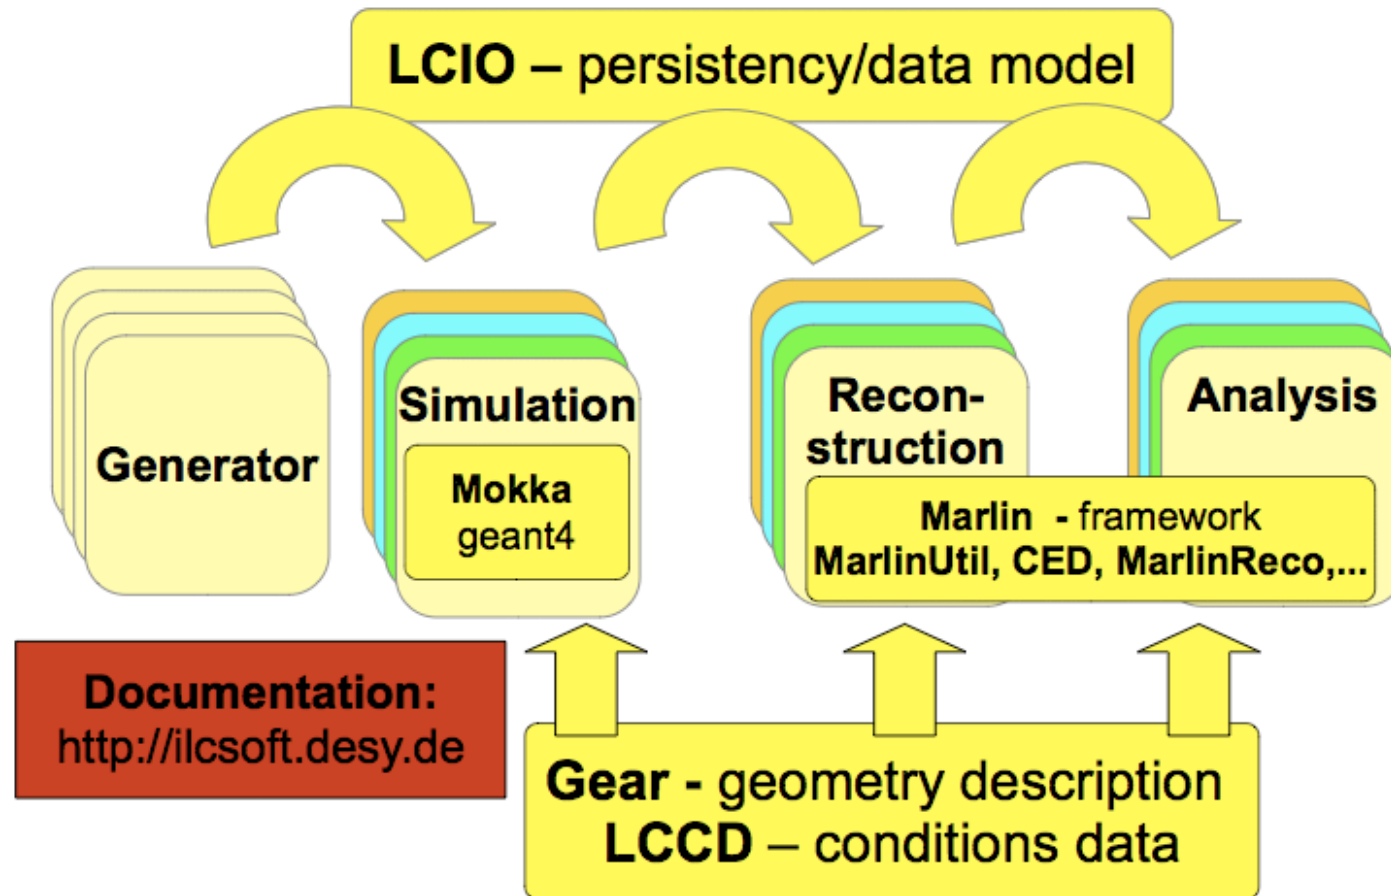 LCIO – persistency/data model
Generator
Simulation
Mokka
geant4
Recon-
struction
Analysis
Marlin - framework
MarlinUtil, CED, MarlinReco,...
Documentation:
http://ilcsoft.desy.de
Gear - geometry description
LCCD – conditions data